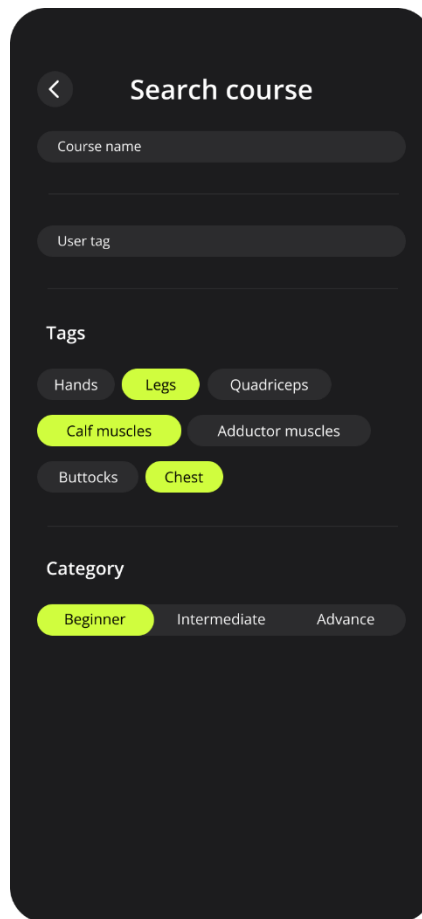 Search course
Course name
User tag
Tags
Hands Legs Quadriceps
Calf muscles Adductor muscles
Buttocks Chest
Category
Beginner Intermediate Advance